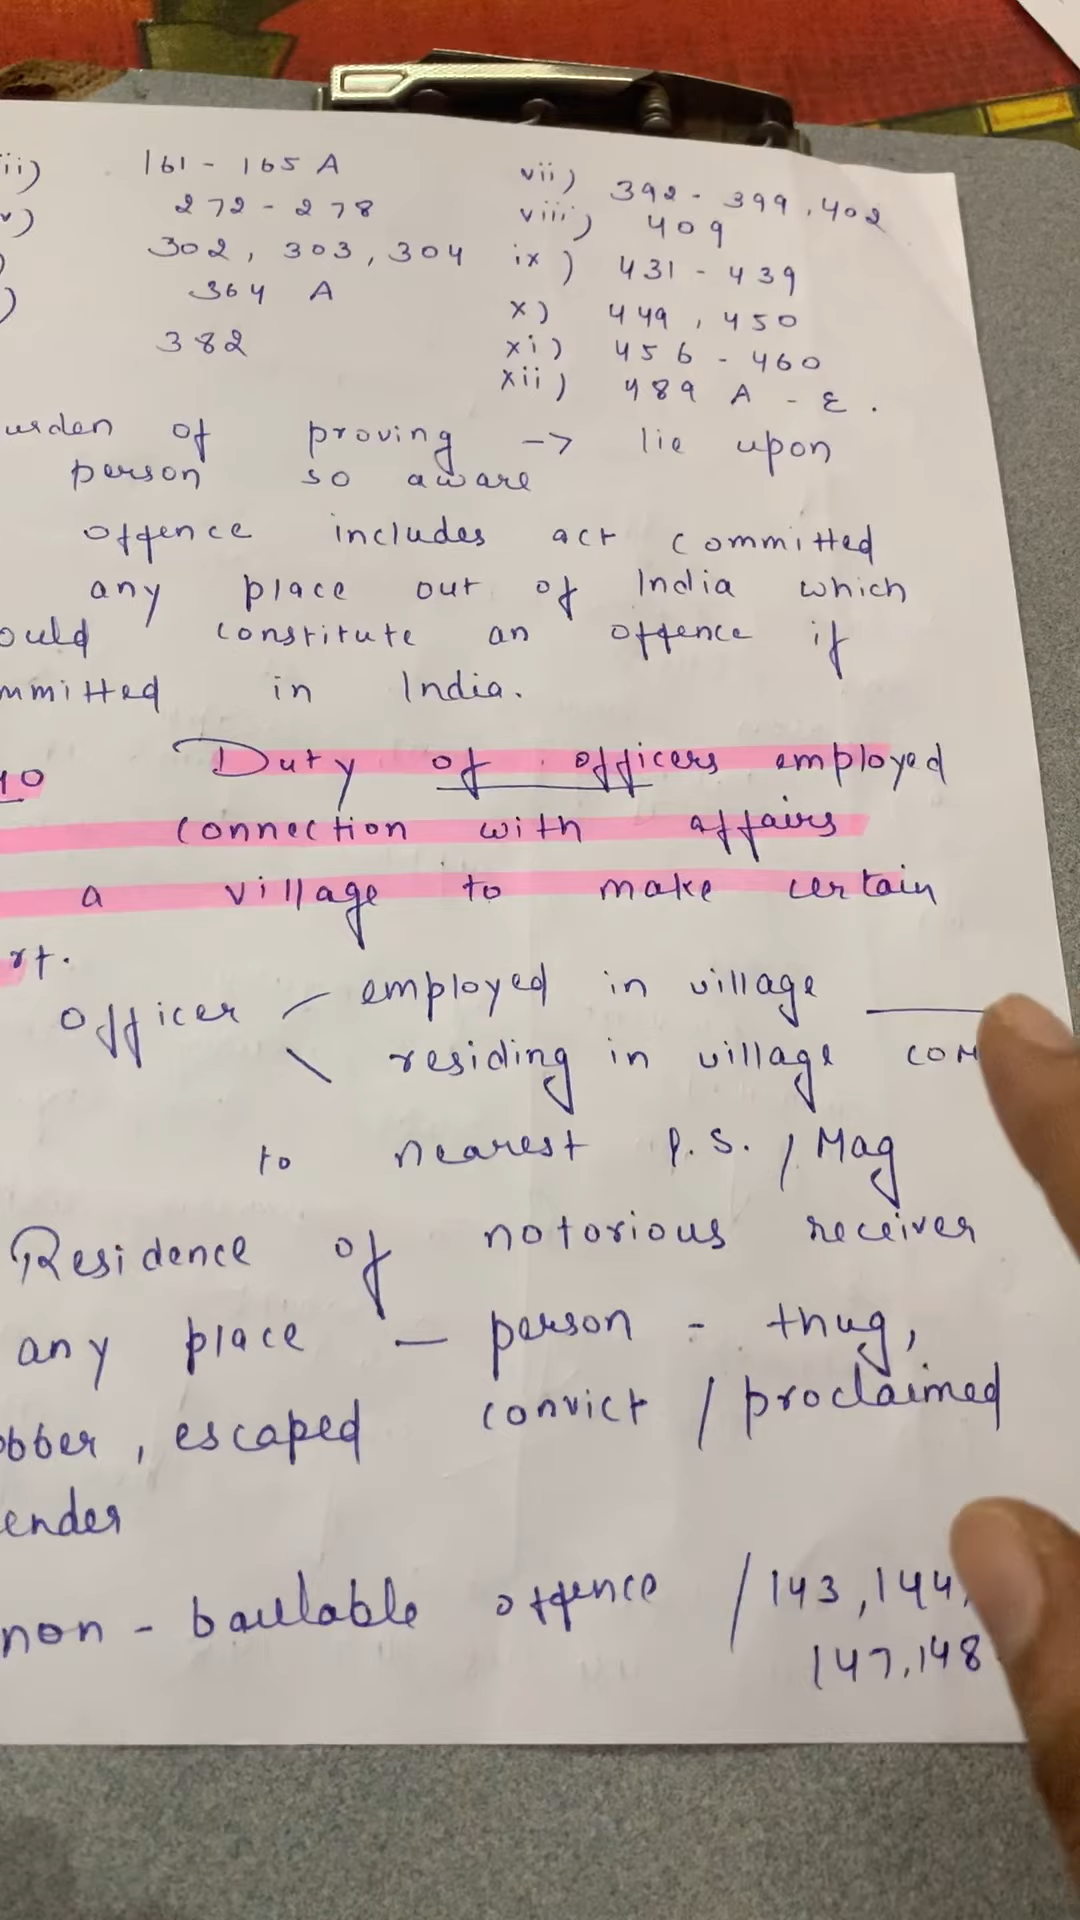 161 - 165 A
272 - 278
302, 303, 304
364 A
382
vii) 392 - 399, 402
viii) 409
ix) 431 - 439
x) 449, 450
xi) 456 - 460
xii) 489 A - E.
of proving -> lie upon
person so aware
offence includes act committed
any place out of India which
constitute an offence if
in India.
10 Duty of officers employed
connection with affairs
a village to make certain
rt.
officer employed in village
residing in village com
to nearest P.S. / Mag
Residence of notorious receiver
any place - person - thug,
escaped convict / proclaimed
ender
non - bailable offence / 143, 144,
147, 148